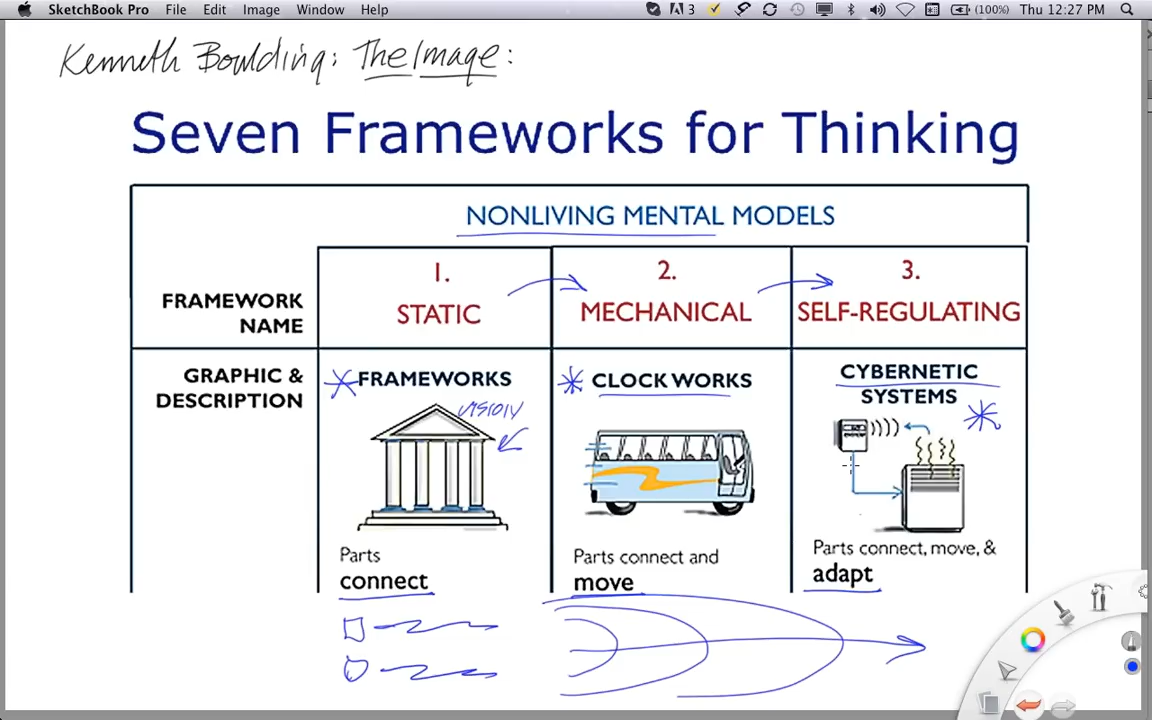 SketchBook Pro File Edit Image Window Help 3 (100%) Thu 12:27 PM
Kenneth Boulding: The Image:
Seven Frameworks for Thinking
NONLIVING MENTAL MODELS
FRAMEWORK NAME
1. STATIC
2. MECHANICAL
3. SELF-REGULATING
GRAPHIC & DESCRIPTION
FRAMEWORKS
VISION
Parts
connect
CLOCK WORKS
Parts connect and
move
CYBERNETIC
SYSTEMS
Parts connect, move, &
adapt